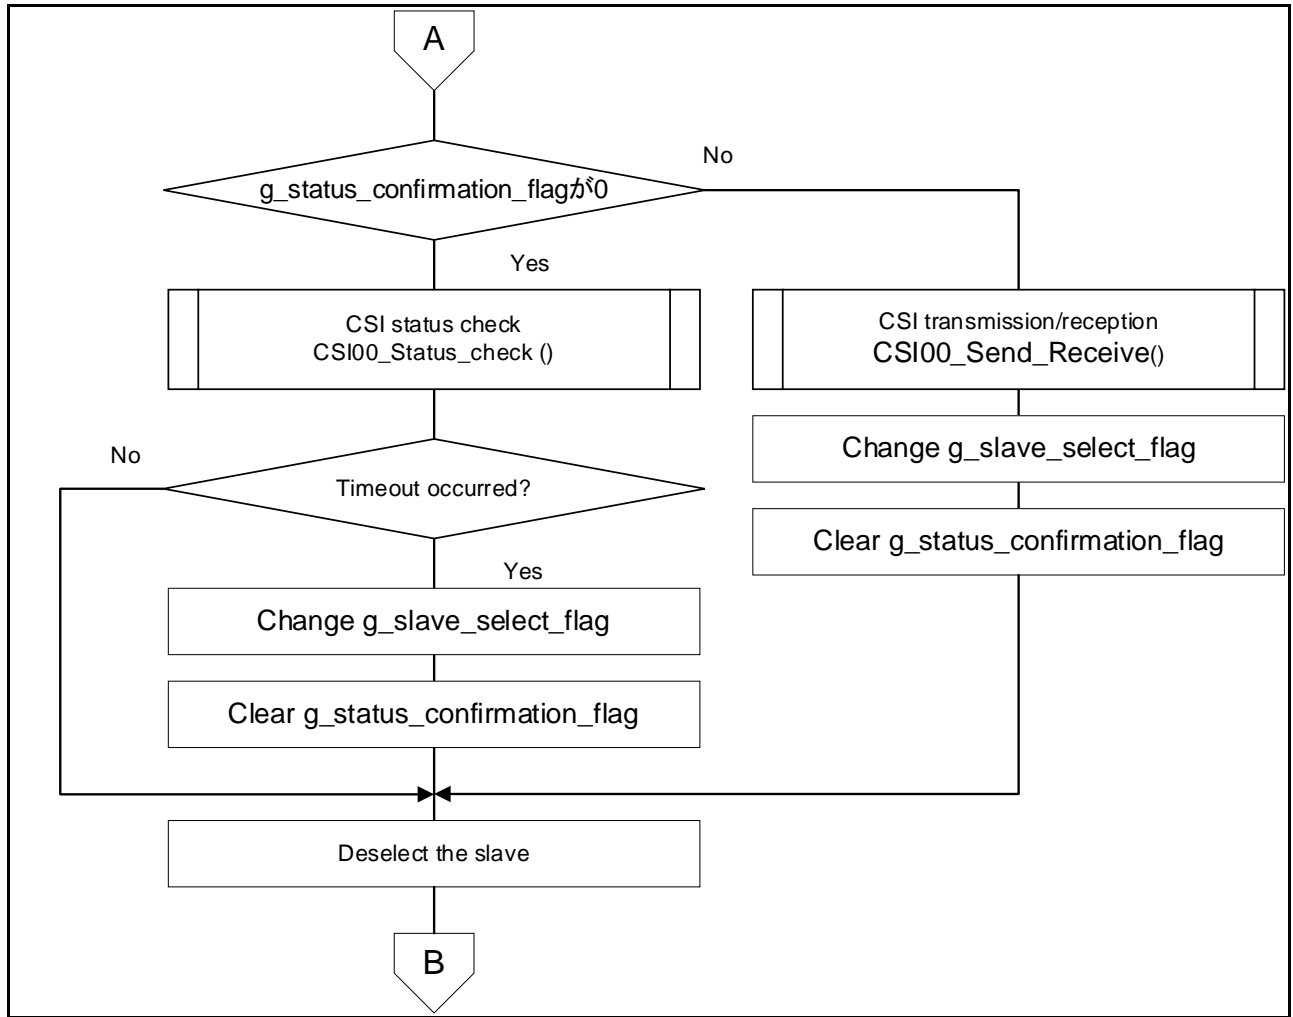 A
No
g_status_confirmation_flagが0
Yes
CSI status check
CSI00_Status_check ()
CSI transmission/reception
CSI00_Send_Receive()
Change g_slave_select_flag
No
Timeout occurred?
Clear g_status_confirmation_flag
Yes
Change g_slave_select_flag
Clear g_status_confirmation_flag
Deselect the slave
B